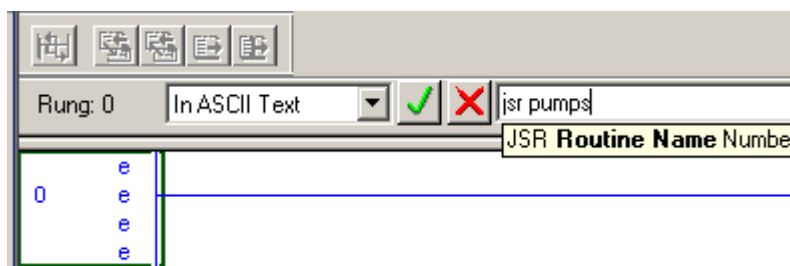 Rung: 0 In ASCII Text jsr pumps
JSR Routine Name Numbe
e
0 e
e
e